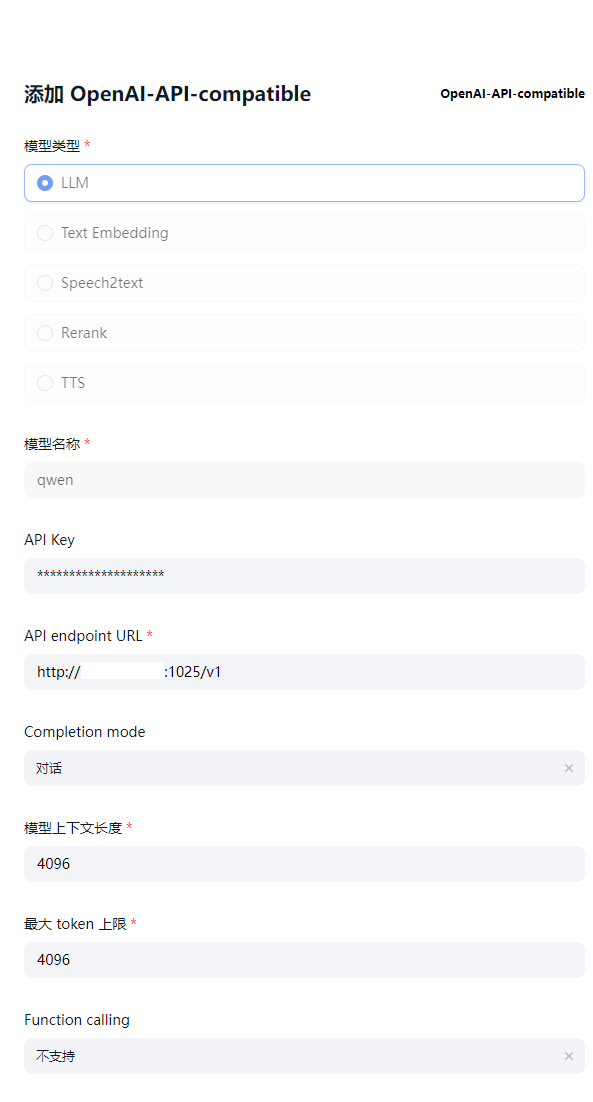 添加 OpenAI-API-compatible
OpenAI-API-compatible
模型类型 *
LLM
Text Embedding
Speech2text
Rerank
TTS
模型名称 *
qwen
API Key
********************
API endpoint URL *
http:// :1025/v1
Completion mode
对话 ×
模型上下文长度 *
4096
最大 token 上限 *
4096
Function calling
不支持 ×